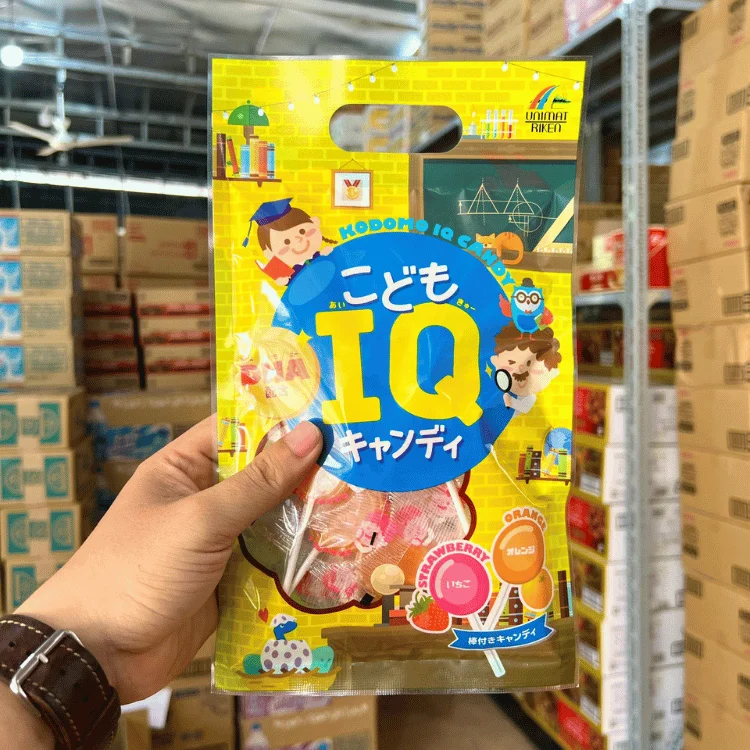 UNIMAT
RIKEN
KODOMO IQ CANDY
こども
あい きゅー
IQ
DHA
キャンディ
ORANGE
オレンジ
STRAWBERRY
いちご
棒付きキャンディ